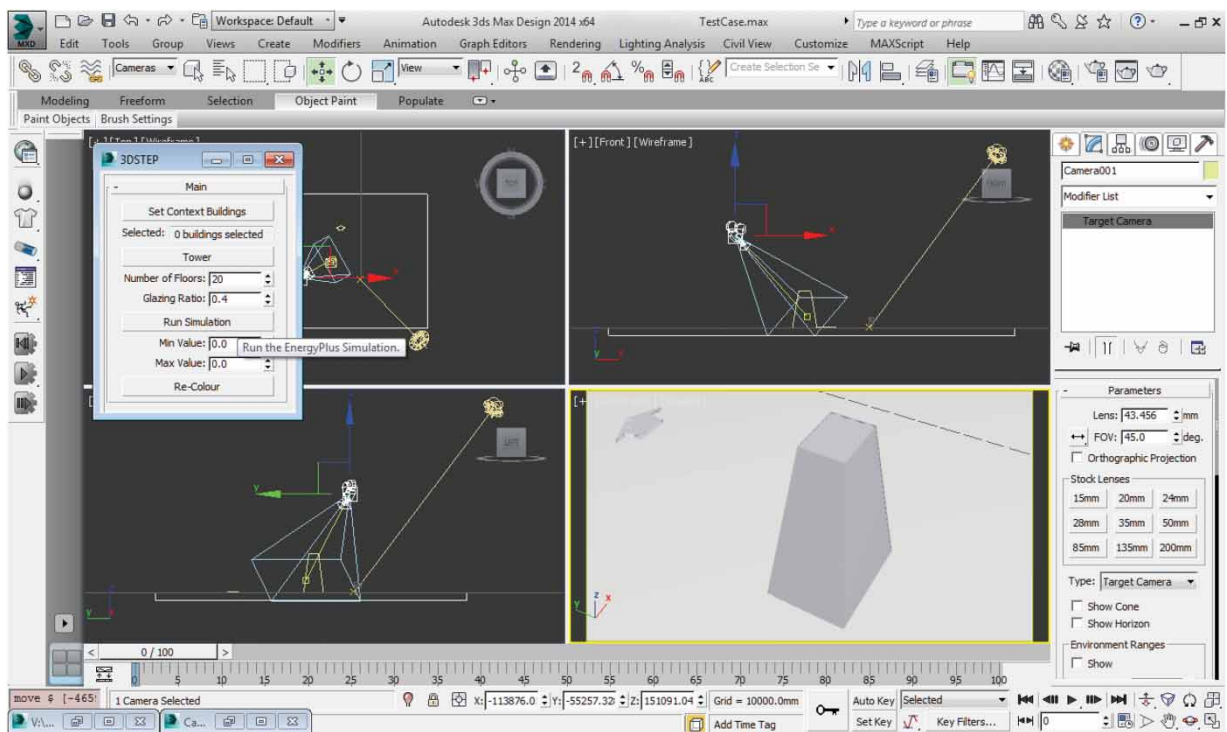 Workspace: Default
Autodesk 3ds Max Design 2014 x64
TestCase.max
Type a keyword or phrase
MXD
Edit Tools Group Views Create Modifiers Animation Graph Editors Rendering Lighting Analysis Civil View Customize MAXScript Help
Cameras
View
Create Selection Se
Modeling Freeform Selection Object Paint Populate
Paint Objects Brush Settings
3DSTEP
- Main
Set Context Buildings
Selected: 0 buildings selected
Tower
Number of Floors: 20
Glazing Ratio: 0.4
Run Simulation
Min Value: 0.0
Run the EnergyPlus Simulation.
Max Value: 0.0
Re-Colour
TOP
[+][Front][Wireframe]
LEFT
x
y
z
Camera001
Modifier List
Target Camera
- Parameters
Lens: 43.456 mm
FOV: 45.0 deg.
Orthographic Projection
Stock Lenses
15mm 20mm 24mm
28mm 35mm 50mm
85mm 135mm 200mm
Type: Target Camera
Show Cone
Show Horizon
Environment Ranges
Show
< 0 / 100 >
0 5 10 15 20 25 30 35 40 45 50 55 60 65 70 75 80 85 90 95 100
move $ [-465
1 Camera Selected
X: -113876.0 Y: -55257.32 Z: 151091.04 Grid = 10000.0mm
Auto Key Selected
V:\... Ca...
Add Time Tag
Set Key Key Filters... 0